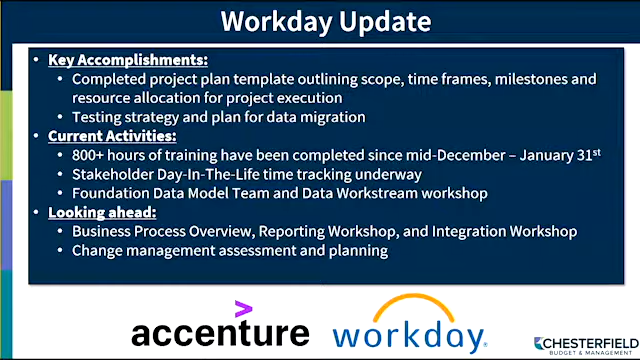 Workday Update
• Key Accomplishments:
• Completed project plan template outlining scope, time frames, milestones and
resource allocation for project execution
• Testing strategy and plan for data migration
• Current Activities:
• 800+ hours of training have been completed since mid-December – January 31st
• Stakeholder Day-In-The-Life time tracking underway
• Foundation Data Model Team and Data Workstream workshop
• Looking ahead:
• Business Process Overview, Reporting Workshop, and Integration Workshop
• Change management assessment and planning
accenture
workday®
CHESTERFIELD
BUDGET & MANAGEMENT